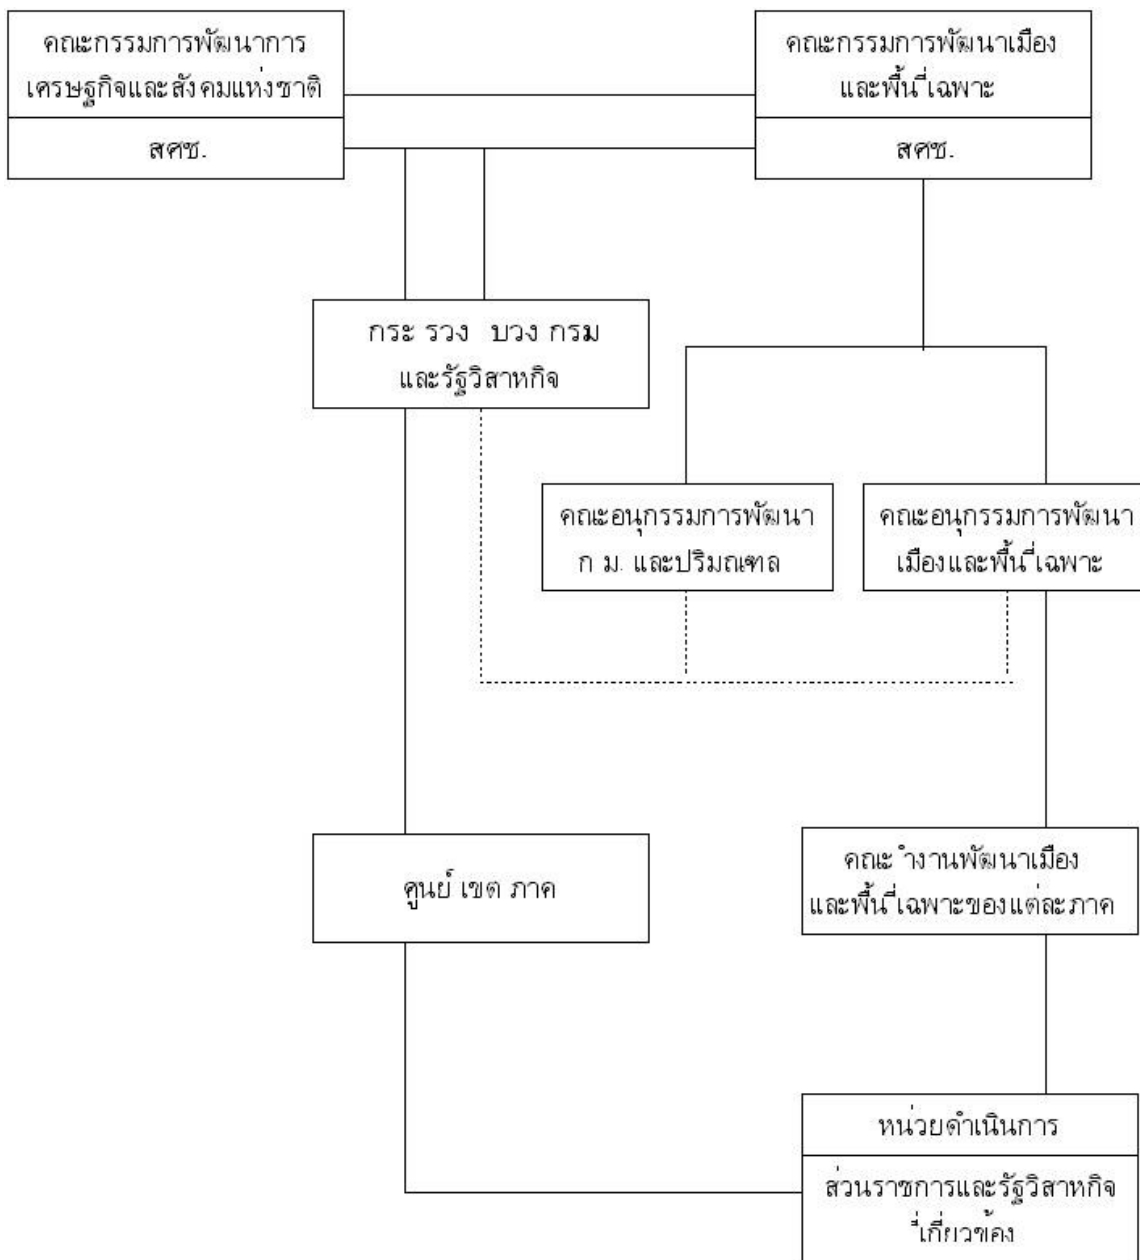 คณะกรรมการพัฒนาการ
เศรษฐกิจและสังคมแห่งชาติ
สศช.
คณะกรรมการพัฒนาเมือง
และพื้น ี่เฉพาะ
สศช.
กระ รวง  บวง กรม
และรัฐวิสาหกิจ
คณะอนุกรรมการพัฒนา
ก ม. และปริมณฑล
คณะอนุกรรมการพัฒนา
เมืองและพื้น ี่เฉพาะ
ศูนย์ เขต ภาค
คณะ ำงานพัฒนาเมือง
และพื้น ี่เฉพาะของแต่ละภาค
หน่วยดำเนินการ
ส่วนราชการและรัฐวิสาหกิจ
 ี่เกี่ยวข้อง